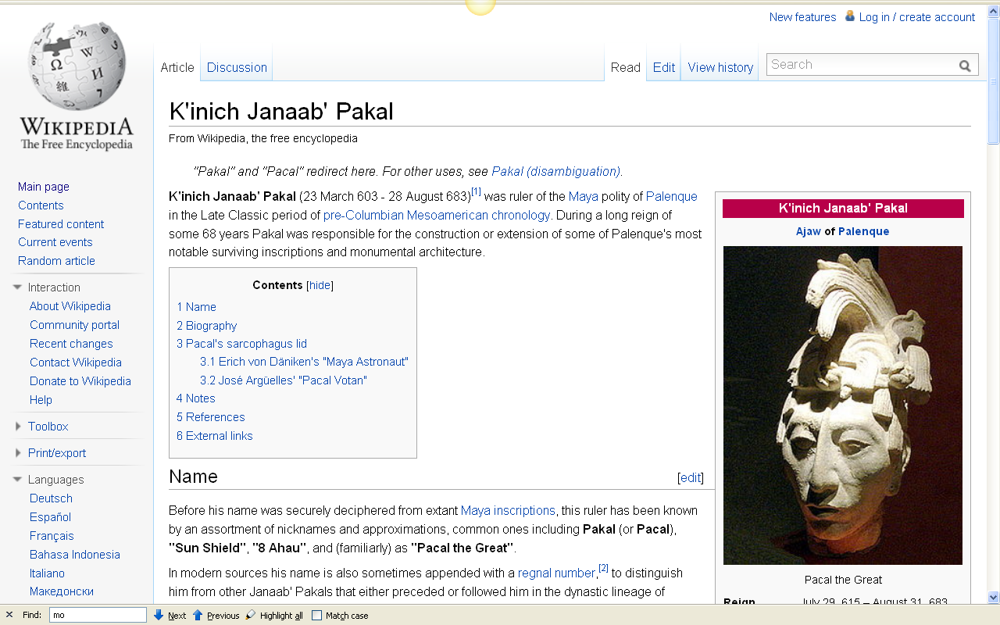 New features Log in / create account
Article Discussion Read Edit View history Search
WIKIPEDIA
The Free Encyclopedia
Main page
Contents
Featured content
Current events
Random article
Interaction
About Wikipedia
Community portal
Recent changes
Contact Wikipedia
Donate to Wikipedia
Help
Toolbox
Print/export
Languages
Deutsch
Español
Français
Bahasa Indonesia
Italiano
Македонски
K'inich Janaab' Pakal
From Wikipedia, the free encyclopedia
"Pakal" and "Pacal" redirect here. For other uses, see Pakal (disambiguation).
K'inich Janaab' Pakal (23 March 603 - 28 August 683)[1] was ruler of the Maya polity of Palenque
in the Late Classic period of pre-Columbian Mesoamerican chronology. During a long reign of
some 68 years Pakal was responsible for the construction or extension of some of Palenque's most
notable surviving inscriptions and monumental architecture.
Contents [hide]
1 Name
2 Biography
3 Pacal's sarcophagus lid
3.1 Erich von Däniken's "Maya Astronaut"
3.2 José Argüelles' "Pacal Votan"
4 Notes
5 References
6 External links
Name [edit]
Before his name was securely deciphered from extant Maya inscriptions, this ruler has been known
by an assortment of nicknames and approximations, common ones including Pakal (or Pacal),
"Sun Shield", "8 Ahau", and (familiarly) as "Pacal the Great".
In modern sources his name is also sometimes appended with a regnal number,[2] to distinguish
him from other Janaab' Pakals that either preceded or followed him in the dynastic lineage of
K'inich Janaab' Pakal
Ajaw of Palenque
Pacal the Great
Reign July 29, 615 – August 31, 683
Find: mo Next Previous Highlight all Match case